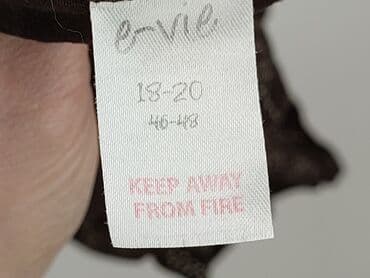 e-vie
18-20
46-48
KEEP AWAY
FROM FIRE